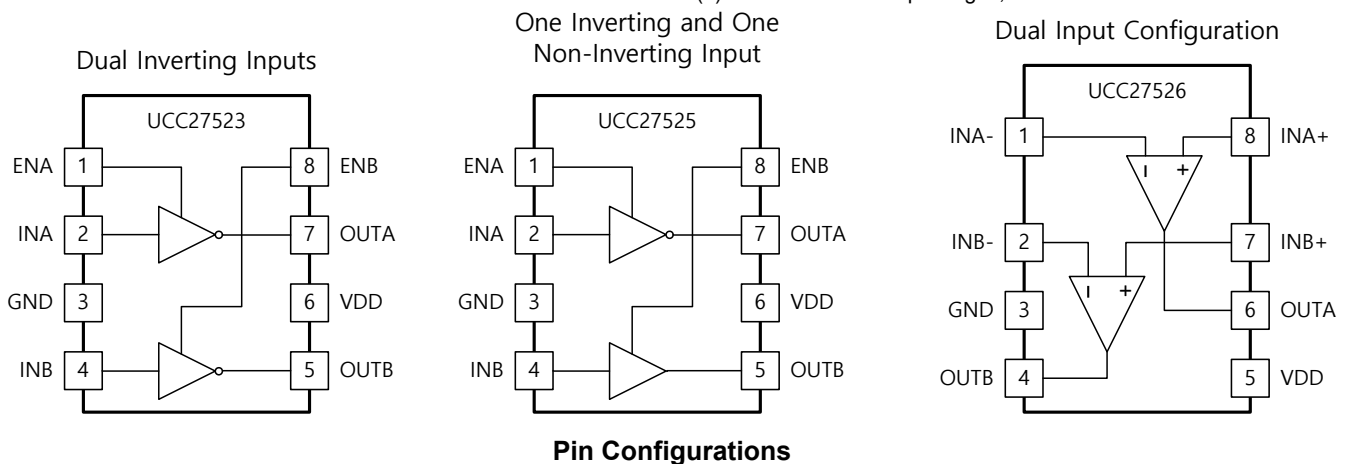 Dual Inverting Inputs
UCC27523
ENA 1
8 ENB
INA 2
7 OUTA
GND 3
6 VDD
INB 4
5 OUTB
One Inverting and One
Non-Inverting Input
UCC27525
ENA 1
8 ENB
INA 2
7 OUTA
GND 3
6 VDD
INB 4
5 OUTB
Dual Input Configuration
UCC27526
INA- 1
8 INA+
- +
INB- 2
7 INB+
- +
GND 3
6 OUTA
OUTB 4
5 VDD
Pin Configurations